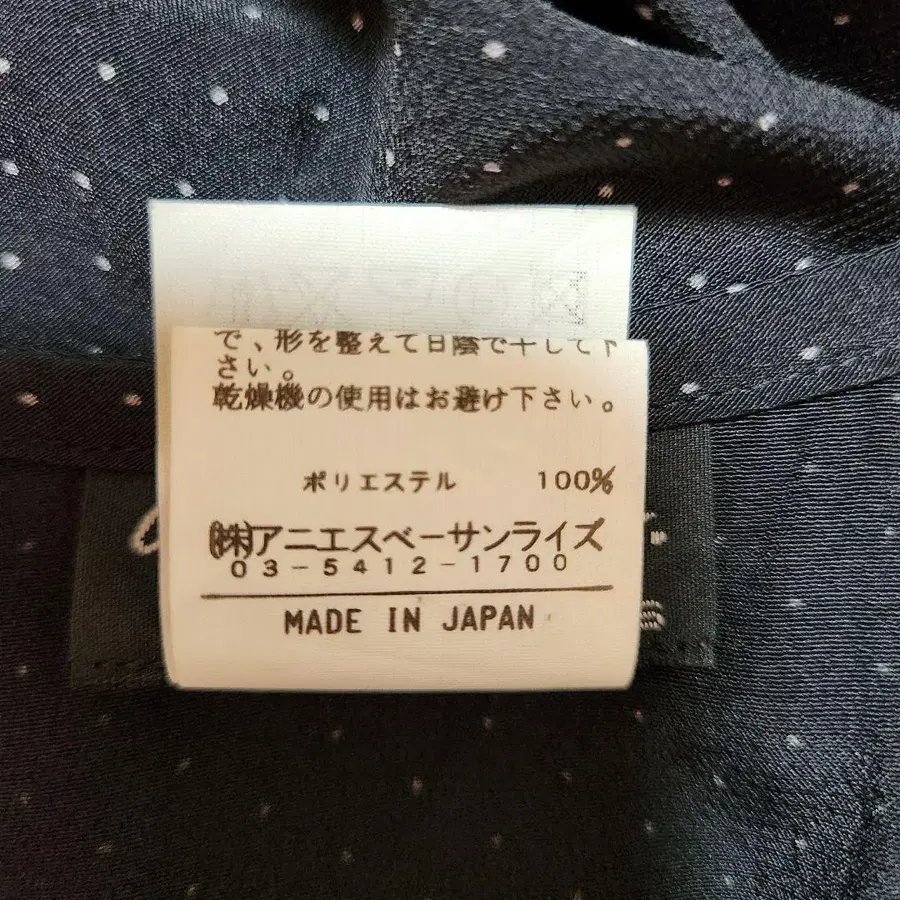 で、形を整えて日陰で干して下
さい。
乾燥機の使用はお避け下さい。
ポリエステル 100%
(株)アニエスベーサンライズ
03-5412-1700
MADE IN JAPAN